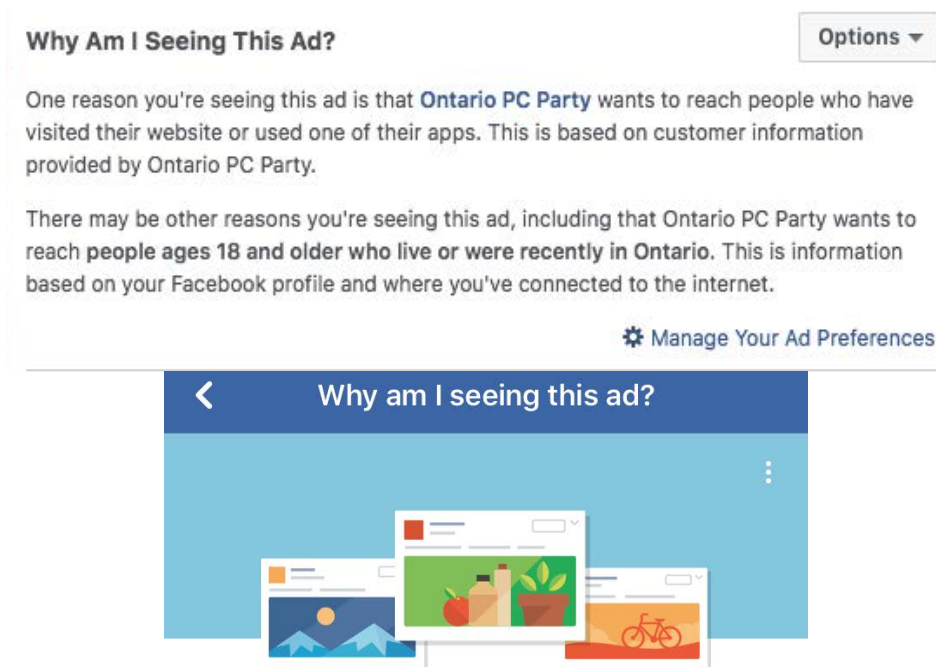 Why Am I Seeing This Ad?
Options
One reason you're seeing this ad is that Ontario PC Party wants to reach people who have
visited their website or used one of their apps. This is based on customer information
provided by Ontario PC Party.
There may be other reasons you're seeing this ad, including that Ontario PC Party wants to
reach people ages 18 and older who live or were recently in Ontario. This is information
based on your Facebook profile and where you've connected to the internet.
Manage Your Ad Preferences
Why am I seeing this ad?